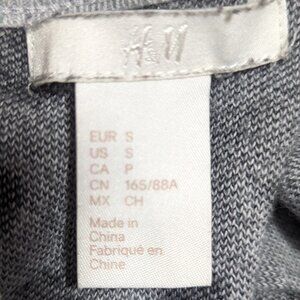 H&M
EUR S
US S
CA P
CN 165/88A
MX CH
Made in
China
Fabriqué en
Chine